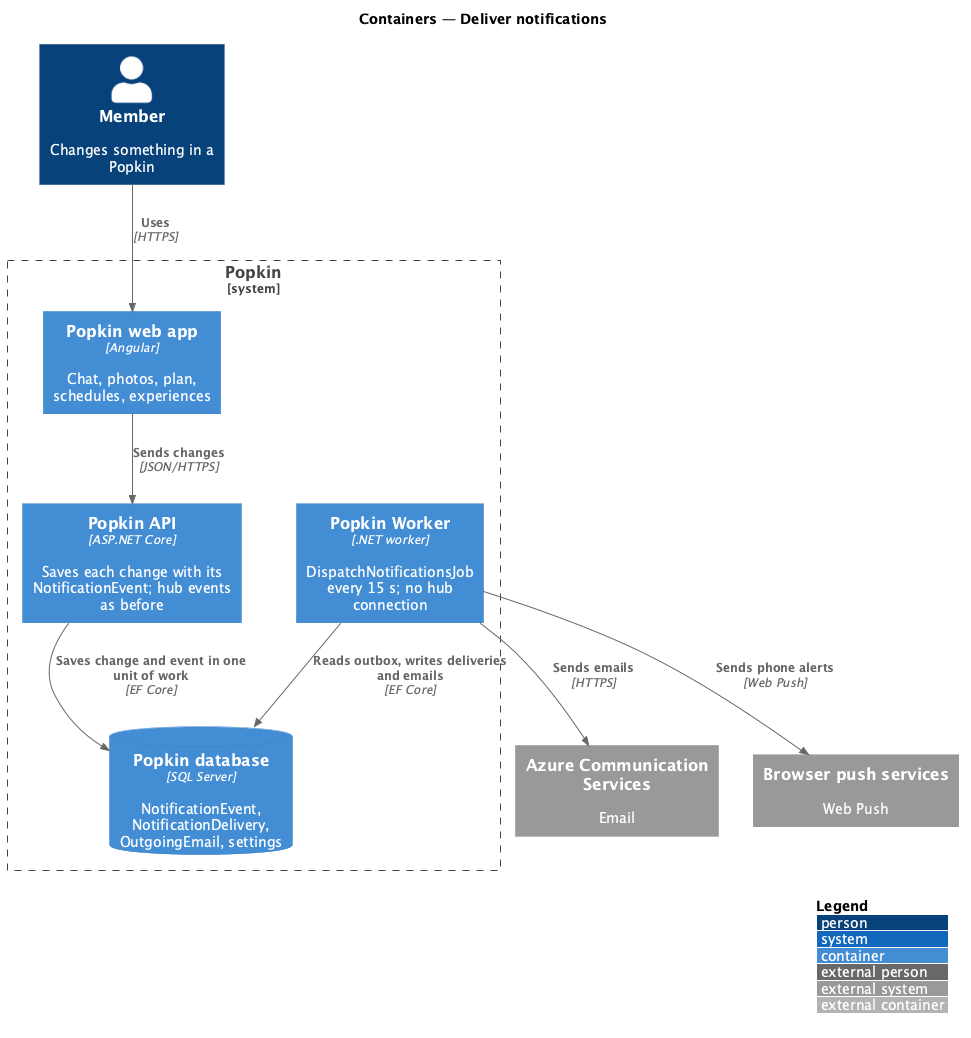 Containers — Deliver notifications
Member
Changes something in a
Popkin
Uses
[HTTPS]
Popkin
[system]
Popkin web app
[Angular]
Chat, photos, plan,
schedules, experiences
Sends changes
[JSON/HTTPS]
Popkin API
[ASP.NET Core]
Saves each change with its
NotificationEvent; hub events
as before
Popkin Worker
[.NET worker]
DispatchNotificationsJob
every 15 s; no hub
connection
Saves change and event in one
unit of work
[EF Core]
Reads outbox, writes deliveries
and emails
[EF Core]
Sends emails
[HTTPS]
Sends phone alerts
[Web Push]
Popkin database
[SQL Server]
NotificationEvent,
NotificationDelivery,
OutgoingEmail, settings
Azure Communication
Services
Email
Browser push services
Web Push
Legend
person
system
container
external person
external system
external container